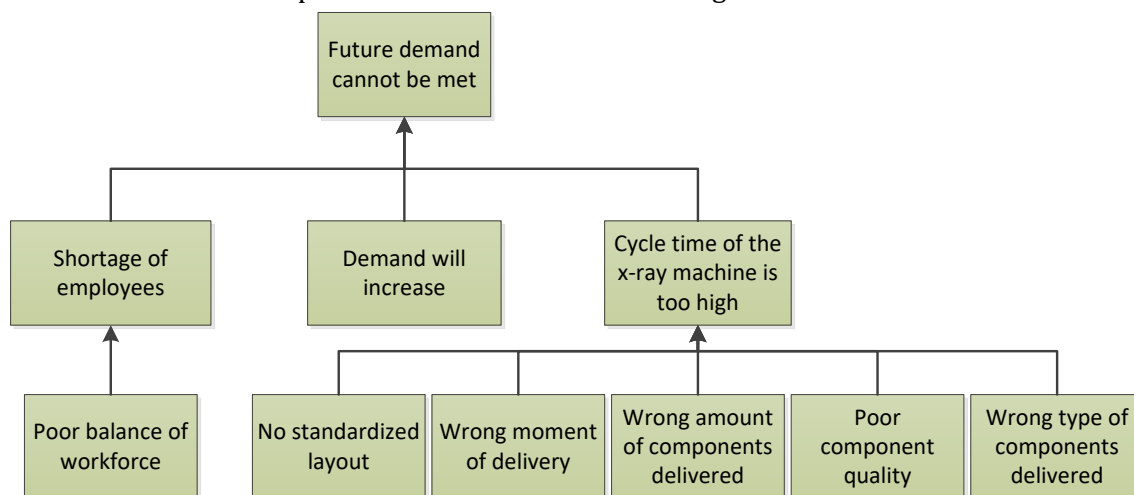 Future demand
cannot be met
Shortage of
employees
Demand will
increase
Cycle time of the
x-ray machine is
too high
Poor balance of
workforce
No standardized
layout
Wrong moment
of delivery
Wrong amount
of components
delivered
Poor
component
quality
Wrong type of
components
delivered